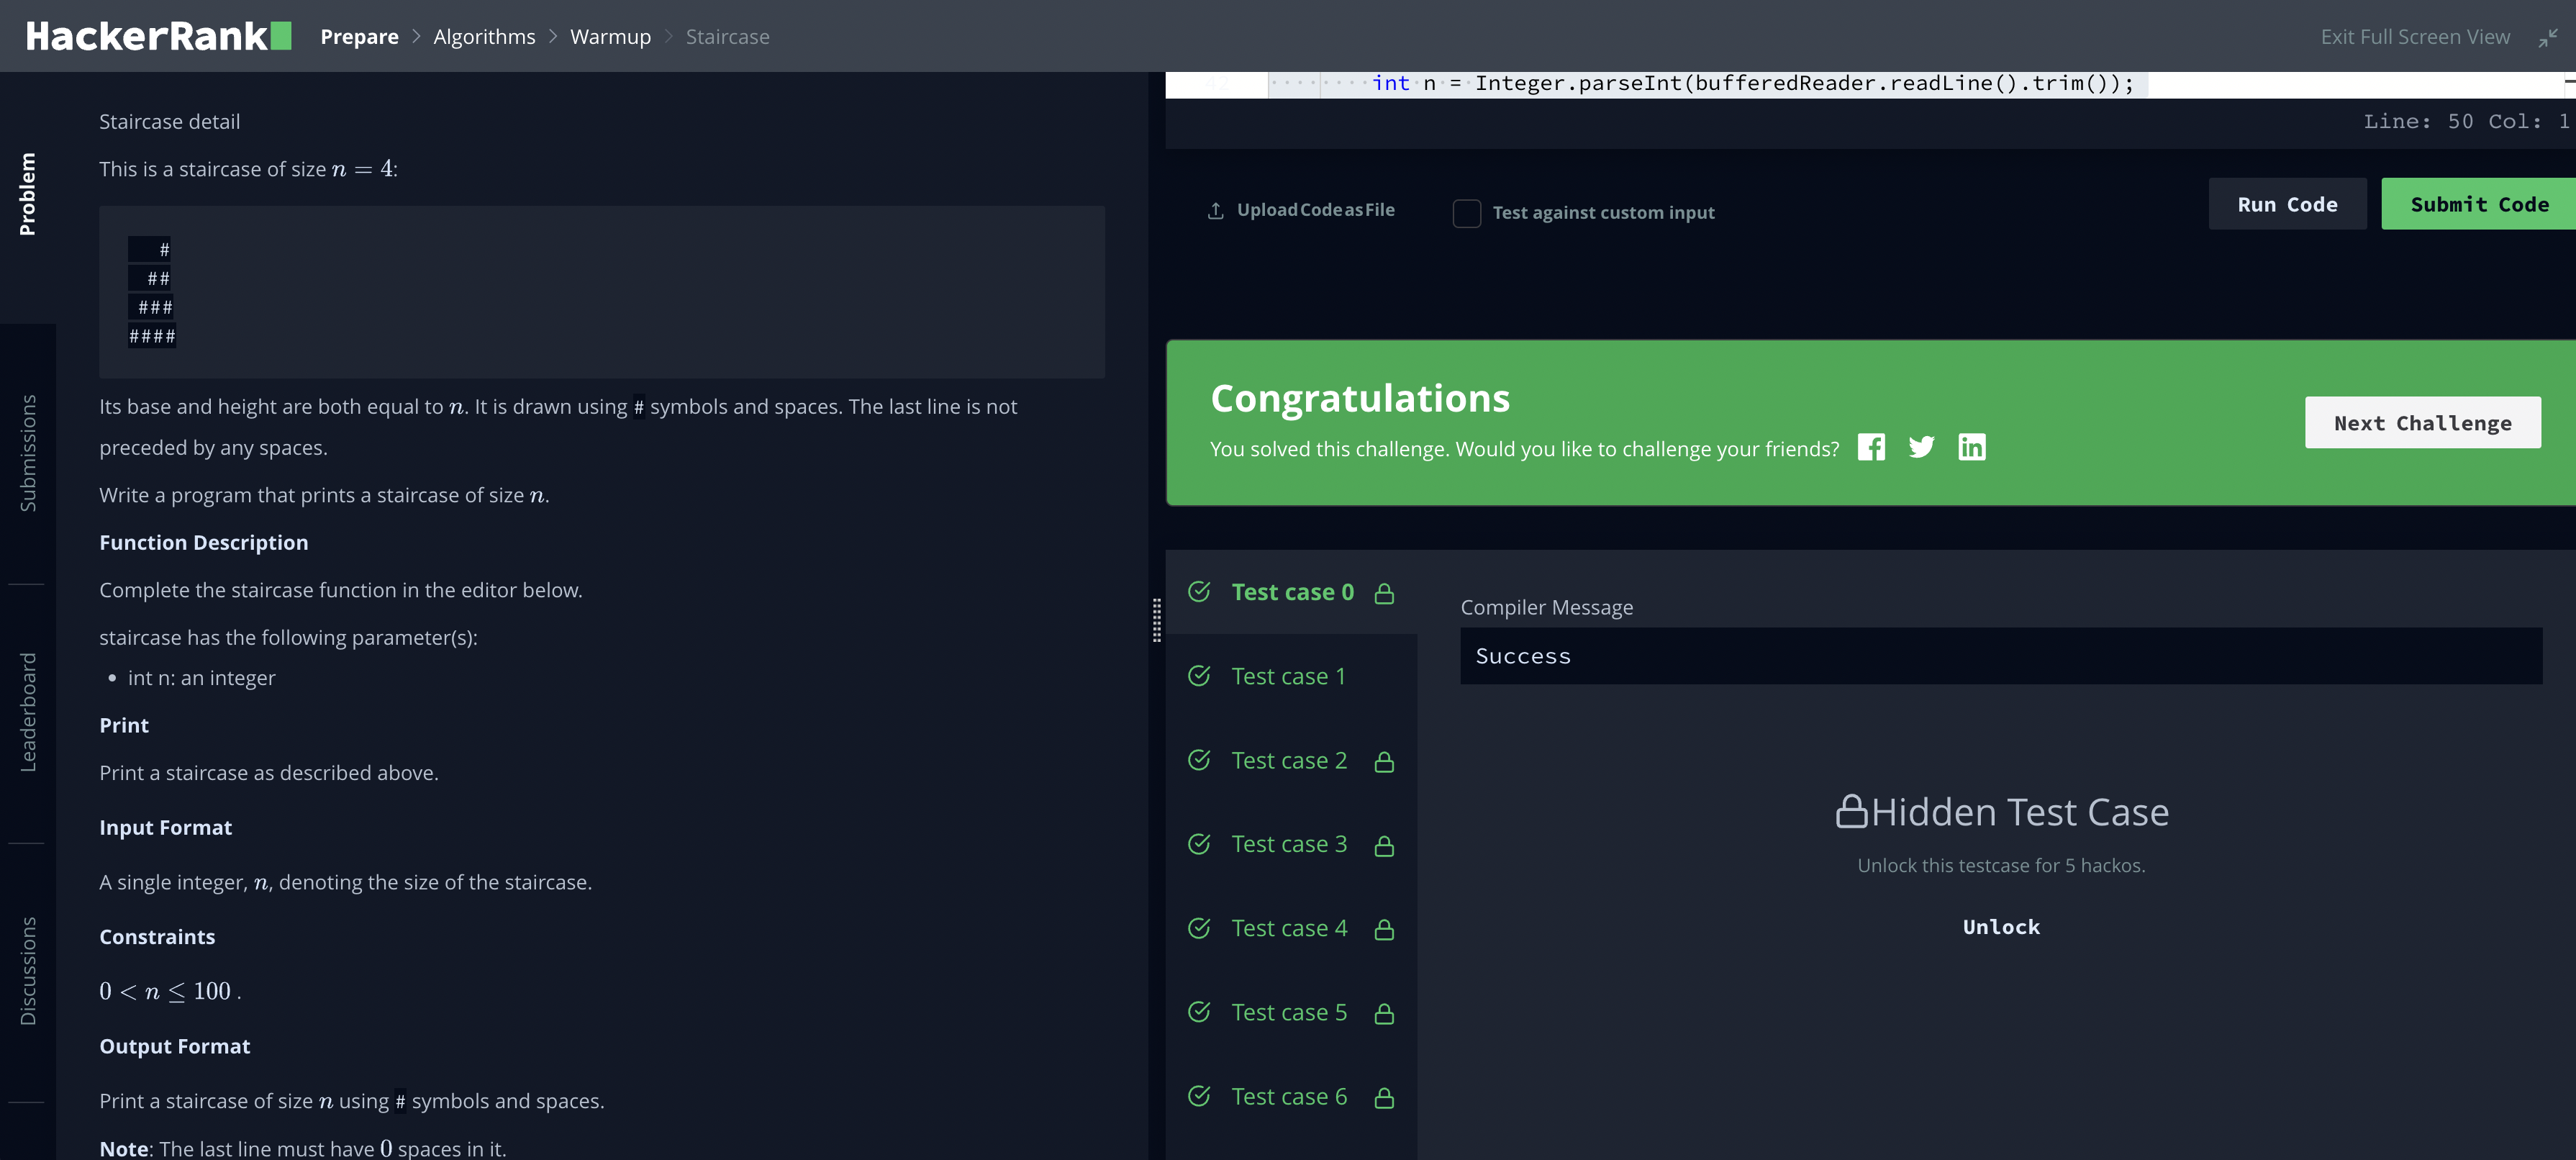 HackerRank Prepare > Algorithms > Warmup > Staircase
Exit Full Screen View
Problem
Submissions
Leaderboard
Discussions
Staircase detail
This is a staircase of size n = 4:
   #
  ##
 ###
####
Its base and height are both equal to n. It is drawn using # symbols and spaces. The last line is not
preceded by any spaces.
Write a program that prints a staircase of size n.
Function Description
Complete the staircase function in the editor below.
staircase has the following parameter(s):
• int n: an integer
Print
Print a staircase as described above.
Input Format
A single integer, n, denoting the size of the staircase.
Constraints
0 < n ≤ 100 .
Output Format
Print a staircase of size n using # symbols and spaces.
Note: The last line must have 0 spaces in it.
42 int n = Integer.parseInt(bufferedReader.readLine().trim());
Line: 50 Col: 1
Upload Code as File
Test against custom input
Run Code
Submit Code
Congratulations
You solved this challenge. Would you like to challenge your friends?
Next Challenge
Test case 0
Test case 1
Test case 2
Test case 3
Test case 4
Test case 5
Test case 6
Compiler Message
Success
Hidden Test Case
Unlock this testcase for 5 hackos.
Unlock